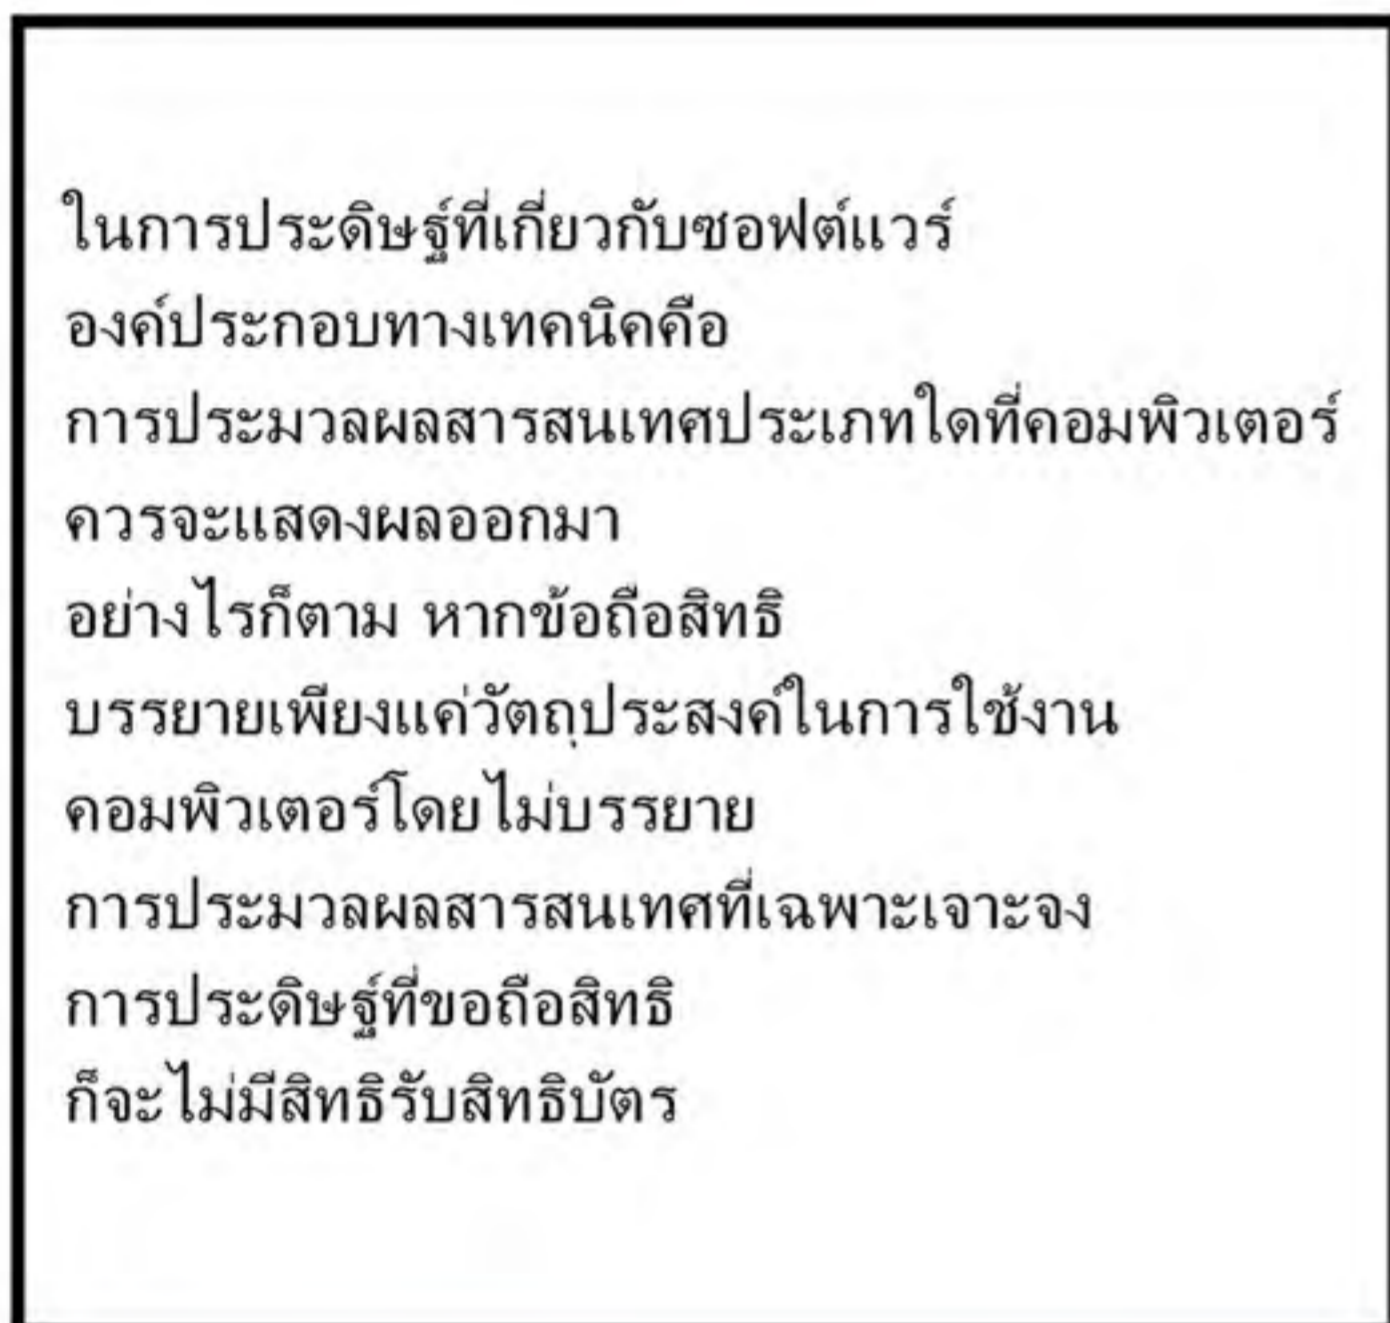 ในการประดิษฐ์ที่เกี่ยวกับซอฟต์แวร์
องค์ประกอบทางเทคนิคคือ
การประมวลผลสารสนเทศประเภทใดที่คอมพิวเตอร์
ควรจะแสดงผลออกมา
อย่างไรก็ตาม หากข้อถือสิทธิ
บรรยายเพียงแค่วัตถุประสงค์ในการใช้งาน
คอมพิวเตอร์โดยไม่บรรยาย
การประมวลผลสารสนเทศที่เฉพาะเจาะจง
การประดิษฐ์ที่ขอถือสิทธิ
ก็จะไม่มีสิทธิรับสิทธิบัตร